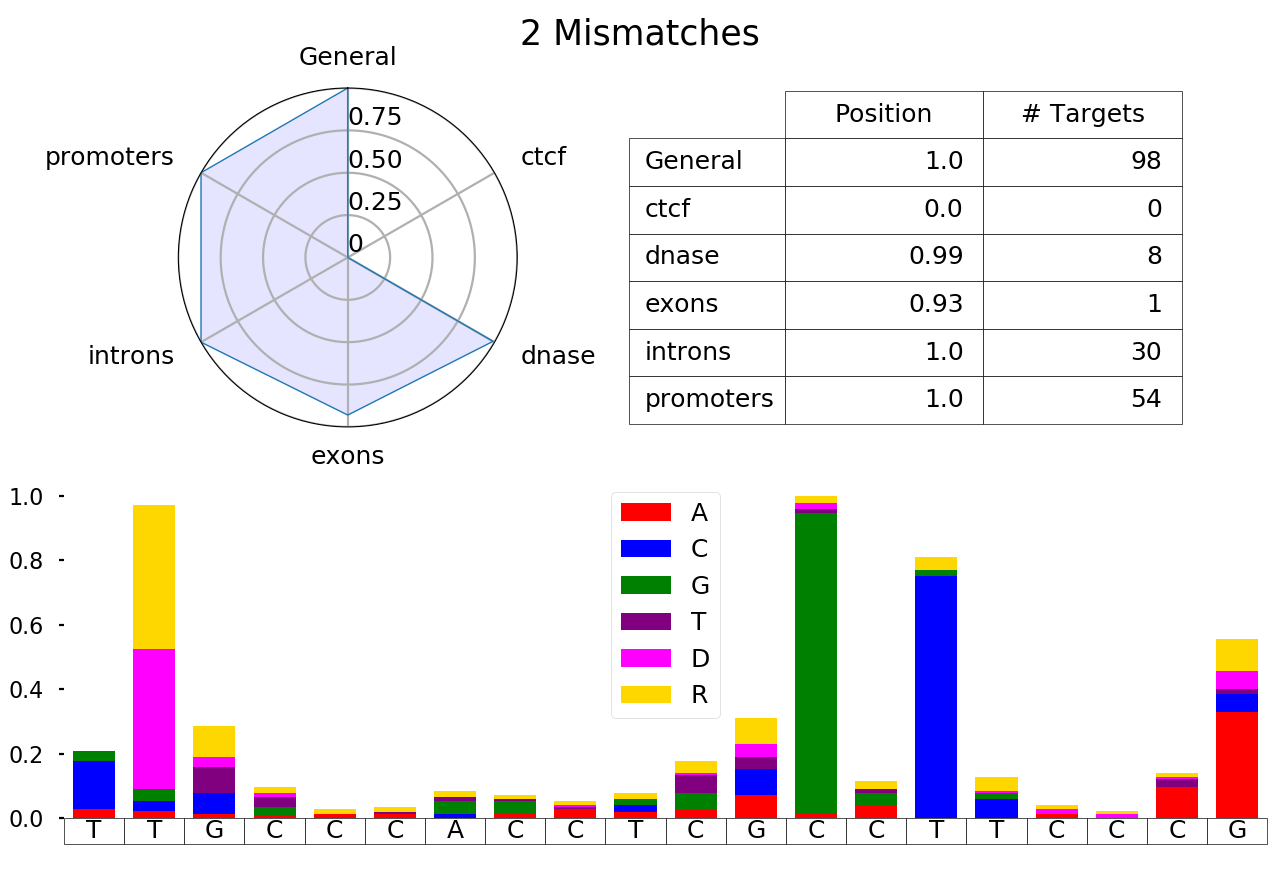 2 Mismatches
General
promoters
ctcf
introns
dnase
exons
0.75
0.50
0.25
0
Position # Targets
General 1.0 98
ctcf 0.0 0
dnase 0.99 8
exons 0.93 1
introns 1.0 30
promoters 1.0 54
1.0
0.8
0.6
0.4
0.2
0.0
A
C
G
T
D
R
T T G C C C A C C T C G C C T T C C C G